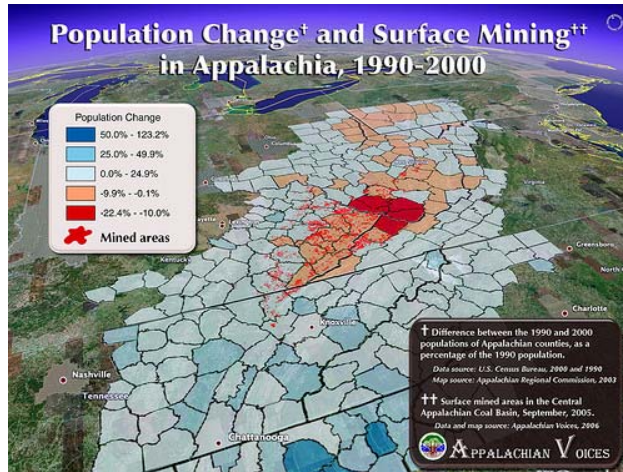 Population Change† and Surface Mining††
in Appalachia, 1990-2000
Population Change
50.0% - 123.2%
25.0% - 49.9%
0.0% - 24.9%
-9.9% - -0.1%
-22.4% - -10.0%
Mined areas
Virginia
Kentucky
Greensboro
Knoxville
Charlotte
Nashville
Tennessee
Chattanooga
† Difference between the 1990 and 2000
populations of Appalachian counties, as a
percentage of the 1990 population.
Data source: U.S. Census Bureau, 2000 and 1990
Map source: Appalachian Regional Commission, 2003
†† Surface mined areas in the Central
Appalachian Coal Basin, September, 2005.
Data and map source: Appalachian Voices, 2006
APPALACHIAN VOICES